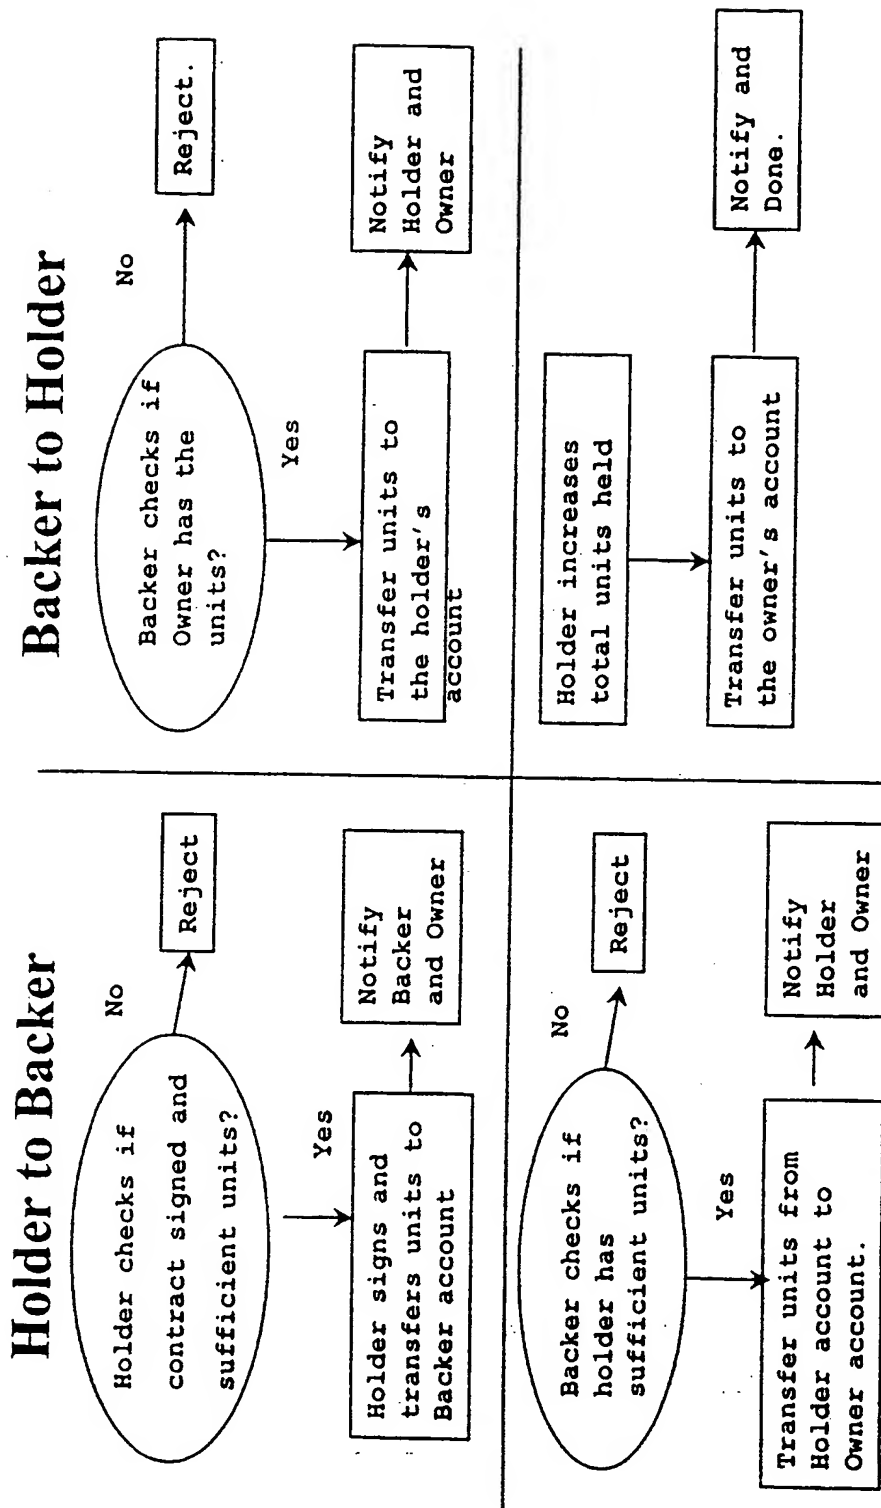 Holder to Backer
Holder checks if
contract signed and
sufficient units?
No
Reject
Yes
Holder signs and
transfers units to
Backer account
Notify
Backer
and Owner
Backer checks if
holder has
sufficient units?
No
Reject
Yes
Transfer units from
Holder account to
Owner account.
Notify
Holder
and Owner
Backer to Holder
Backer checks if
Owner has the
units?
No
Reject.
Yes
Transfer units to
the holder's
account
Notify
Holder and
Owner
Holder increases
total units held
Transfer units to
the owner's account
Notify and
Done.